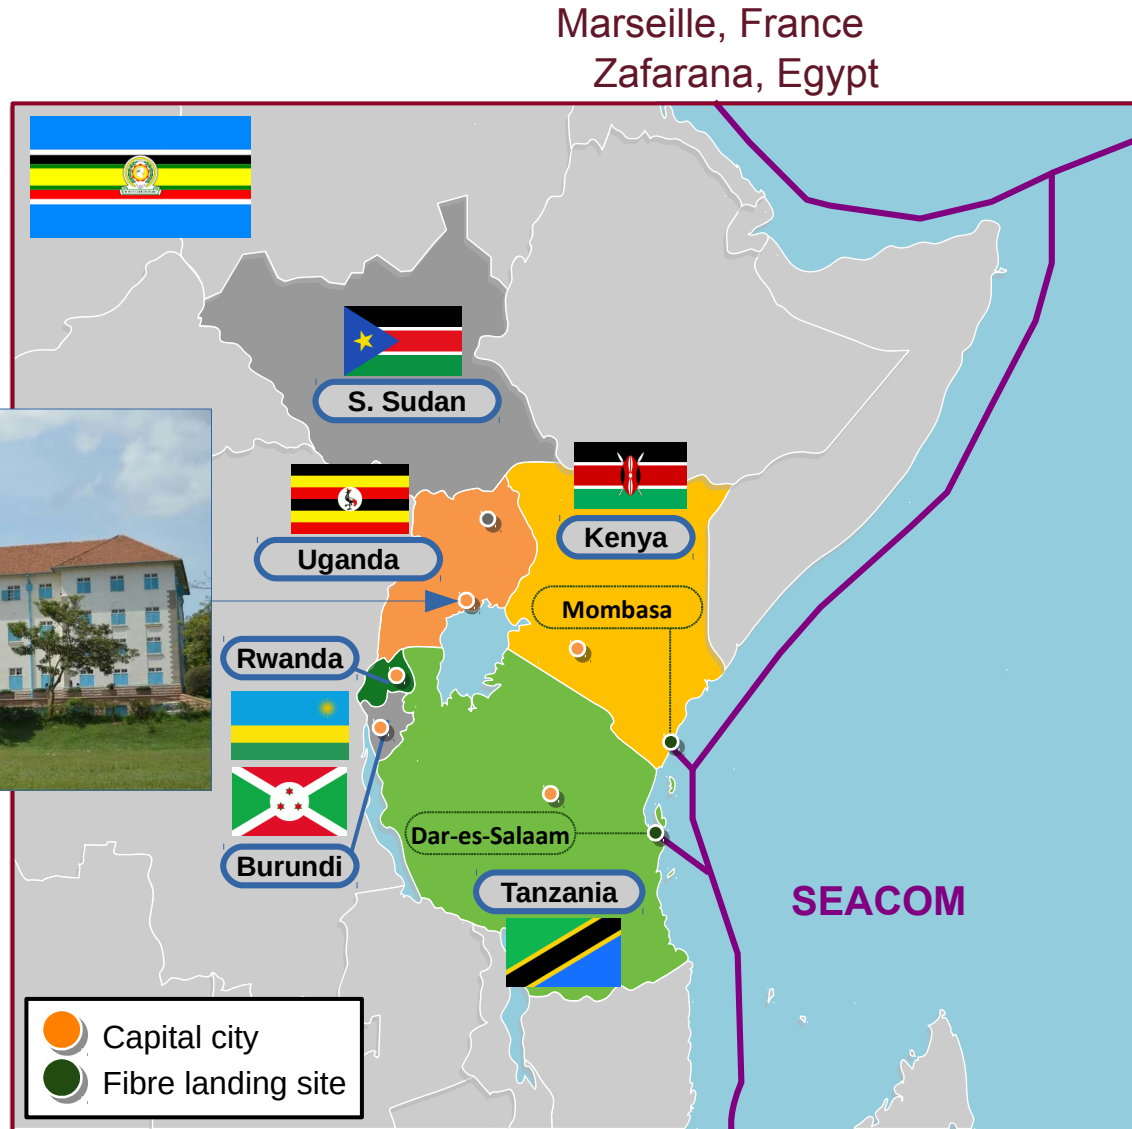 Marseille, France
Zafarana, Egypt
S. Sudan
Uganda
Kenya
Mombasa
Rwanda
Dar-es-Salaam
Burundi
Tanzania
SEACOM
Capital city
Fibre landing site